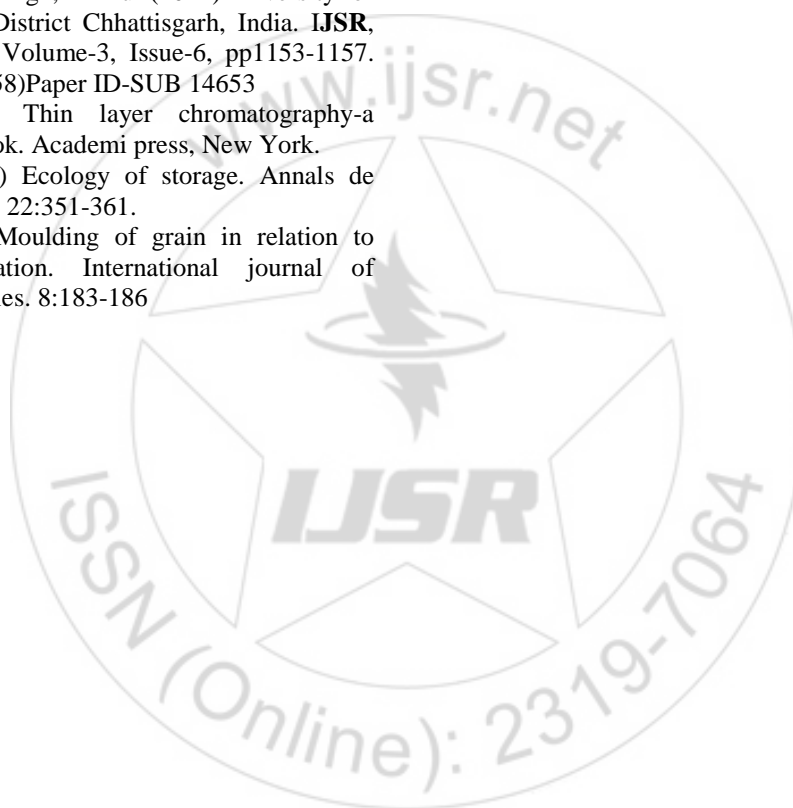 District Chhattisgarh, India. IJSR,
Volume-3, Issue-6, pp1153-1157.
58)Paper ID-SUB 14653
Thin layer chromatography-a
ok. Academi press, New York.
) Ecology of storage. Annals de
22:351-361.
Moulding of grain in relation to
ation. International journal of
es. 8:183-186
www.ijsr.net
IJSR
ISSN (Online): 2319-7064